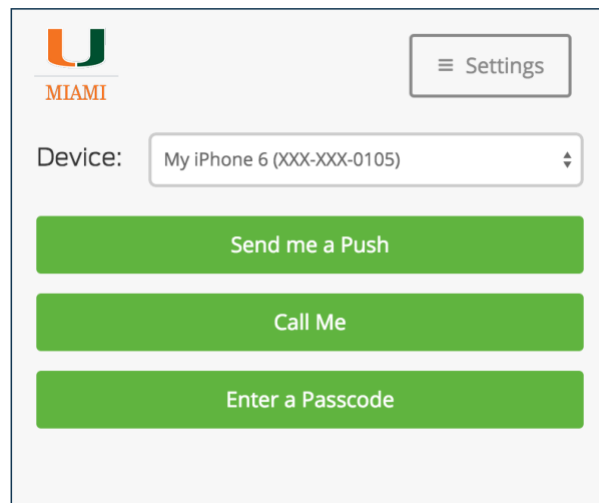 U
MIAMI
≡ Settings
Device:
My iPhone 6 (XXX-XXX-0105)
Send me a Push
Call Me
Enter a Passcode